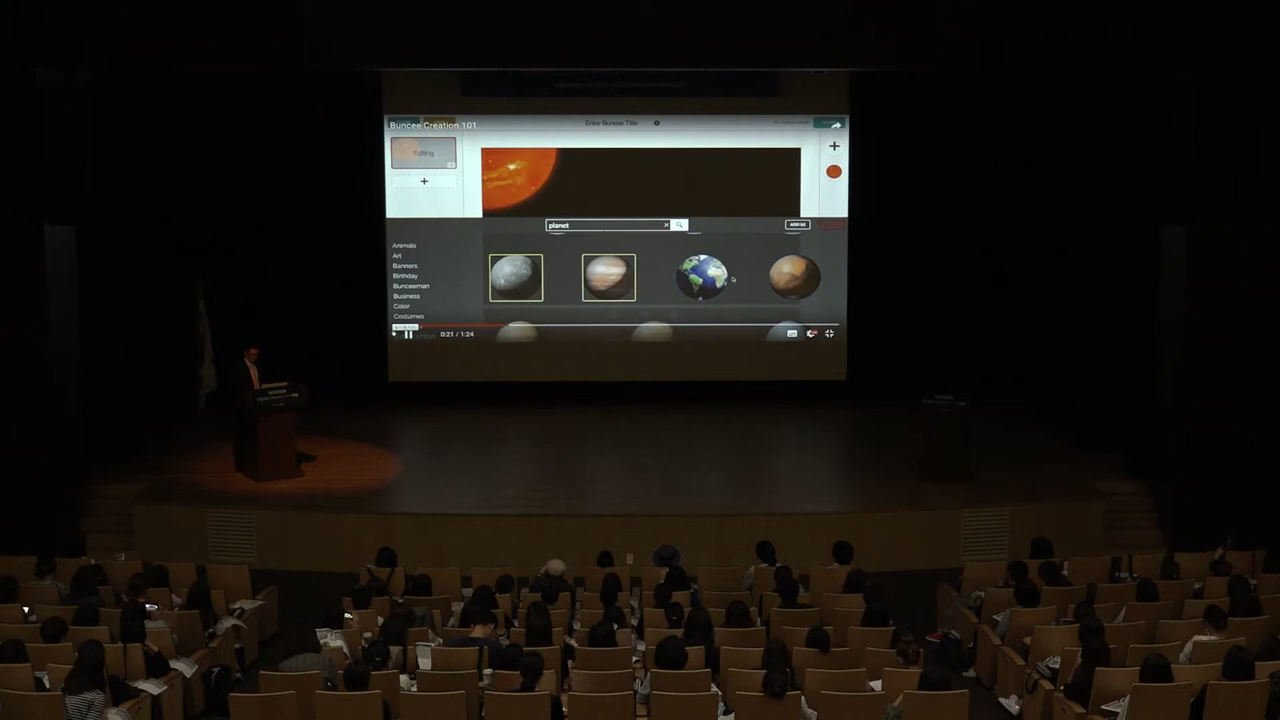 Buncee Creation 101
Enter Buncee Title
Editing
planet
Animals
Art
Banners
Birthday
Bunceeman
Business
Color
Costumes
0:21 / 1:24